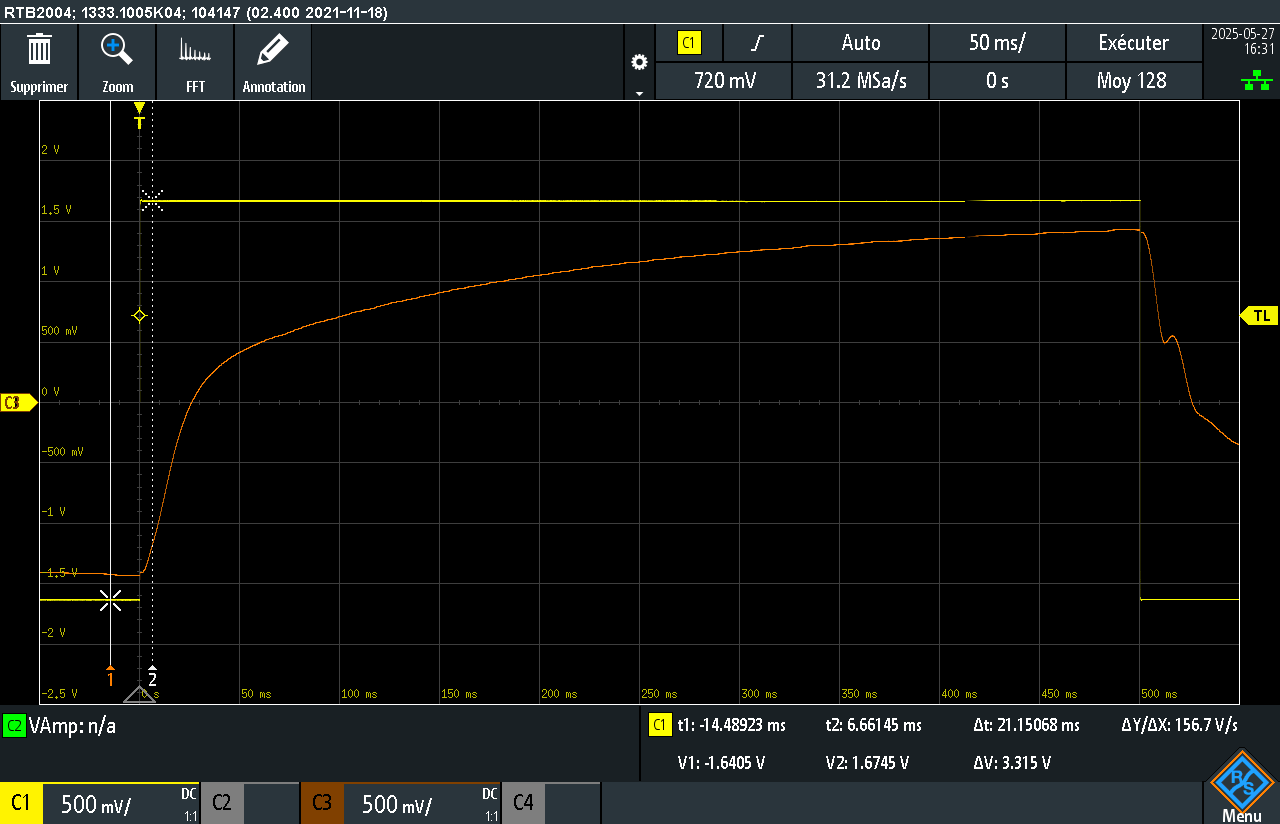 RTB2004; 1333.1005K04; 104147 (02.400 2021-11-18)
Supprimer
Zoom
FFT
Annotation
C1
Auto
50 ms/
Exécuter
720 mV
31.2 MSa/s
0 s
Moy 128
2025-05-27
16:31
T
2 V
1.5 V
1 V
500 mV
0 V
-500 mV
-1 V
-1.5 V
-2 V
-2.5 V
C3
TL
1
2
0 s
50 ms
100 ms
150 ms
200 ms
250 ms
300 ms
350 ms
400 ms
450 ms
500 ms
C2 VAmp: n/a
C1 t1: -14.48923 ms t2: 6.66145 ms Δt: 21.15068 ms ΔY/ΔX: 156.7 V/s
V1: -1.6405 V V2: 1.6745 V ΔV: 3.315 V
C1 500 mV/ DC 1:1
C2
C3 500 mV/ DC 1:1
C4
R&S
Menu